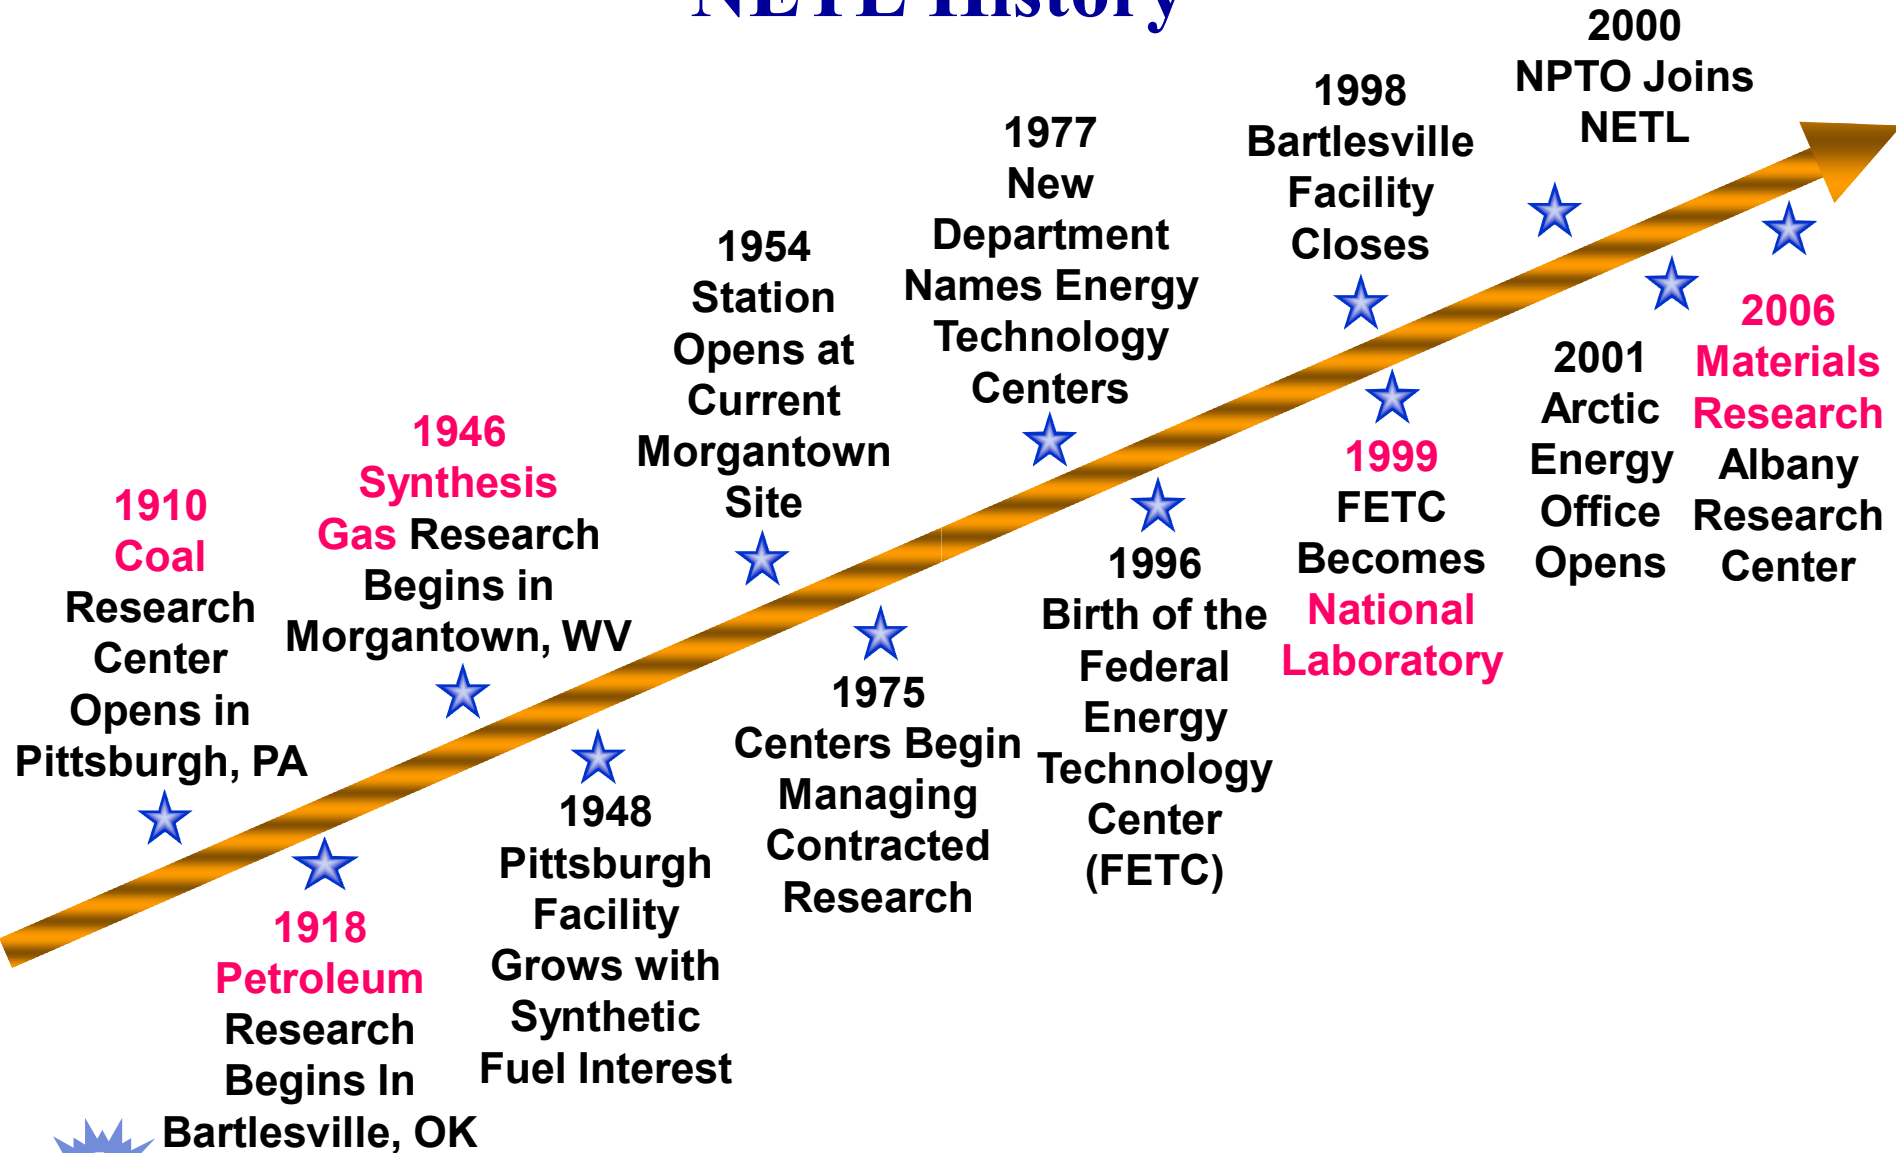 NETL History
1910
Coal
Research
Center
Opens in
Pittsburgh, PA
1918
Petroleum
Research
Begins In
Bartlesville, OK
1946
Synthesis
Gas Research
Begins in
Morgantown, WV
1948
Pittsburgh
Facility
Grows with
Synthetic
Fuel Interest
1954
Station
Opens at
Current
Morgantown
Site
1975
Centers Begin
Managing
Contracted
Research
1977
New
Department
Names Energy
Technology
Centers
1996
Birth of the
Federal
Energy
Technology
Center
(FETC)
1998
Bartlesville
Facility
Closes
1999
FETC
Becomes
National
Laboratory
2000
NPTO Joins
NETL
2001
Arctic
Energy
Office
Opens
2006
Materials
Research
Albany
Research
Center